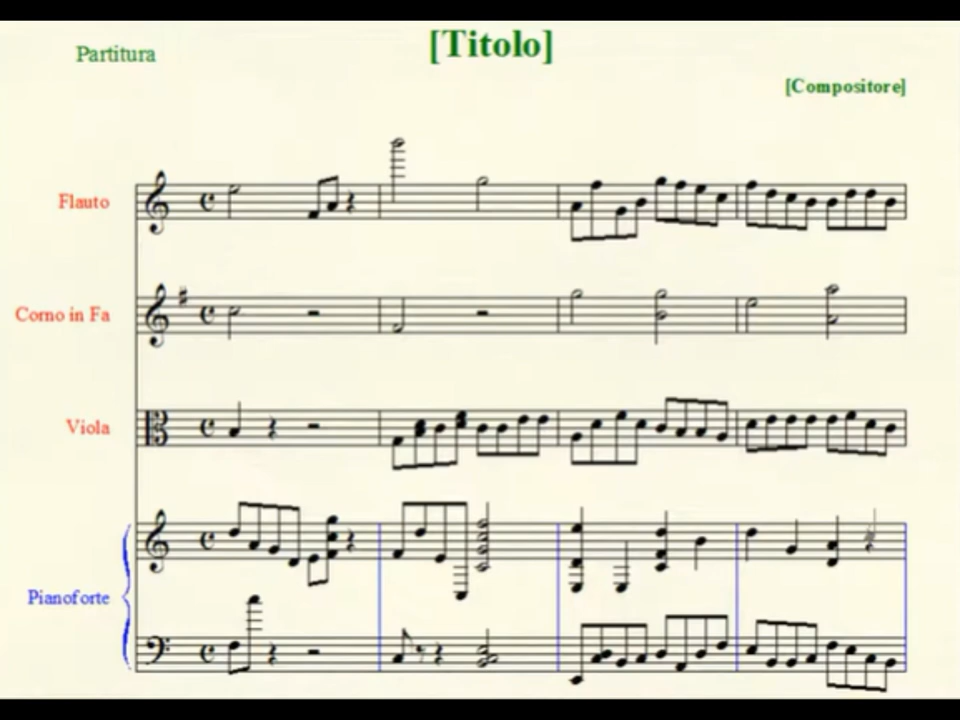 [Titolo]
Partitura
[Compositore]
Flauto
Corno in Fa
Viola
Pianoforte